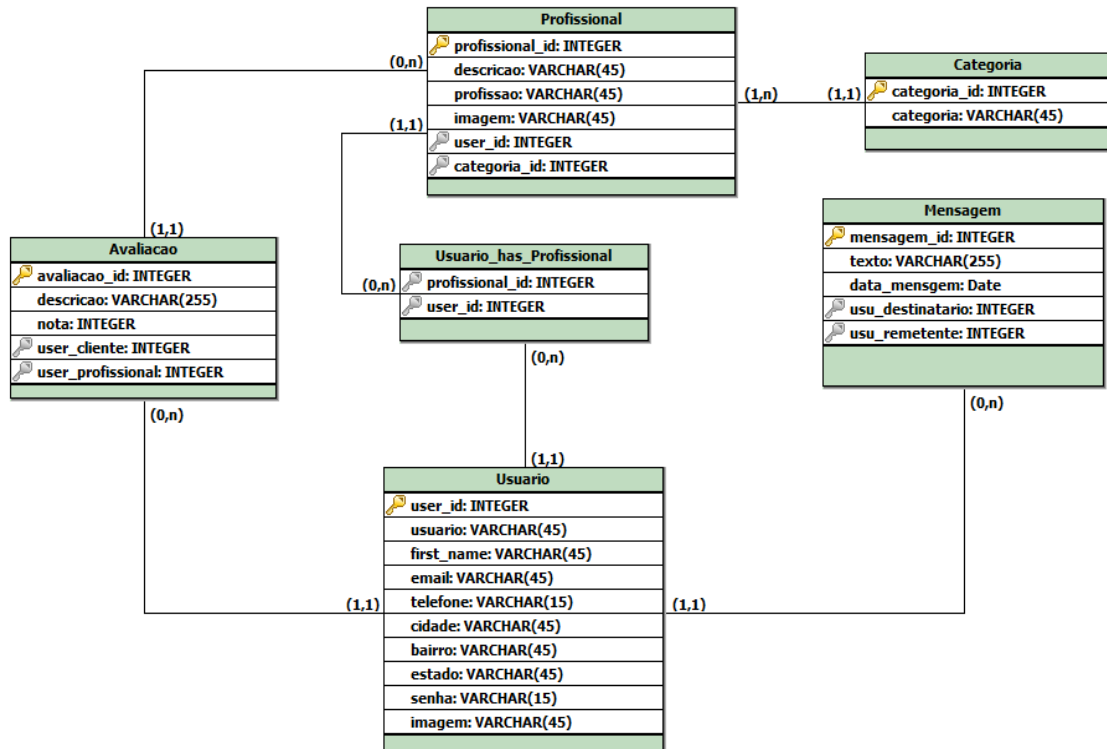 Profissional
profissional_id: INTEGER
descricao: VARCHAR(45)
profissao: VARCHAR(45)
imagem: VARCHAR(45)
user_id: INTEGER
categoria_id: INTEGER
(0,n)
(1,1)
(1,n)
(1,1)
Categoria
categoria_id: INTEGER
categoria: VARCHAR(45)
(1,1)
Avaliacao
avaliacao_id: INTEGER
descricao: VARCHAR(255)
nota: INTEGER
user_cliente: INTEGER
user_profissional: INTEGER
(0,n)
Usuario_has_Profissional
(0,n)
profissional_id: INTEGER
user_id: INTEGER
(0,n)
Mensagem
mensagem_id: INTEGER
texto: VARCHAR(255)
data_mensgem: Date
usu_destinatario: INTEGER
usu_remetente: INTEGER
(0,n)
(1,1)
Usuario
user_id: INTEGER
usuario: VARCHAR(45)
first_name: VARCHAR(45)
email: VARCHAR(45)
telefone: VARCHAR(15)
cidade: VARCHAR(45)
bairro: VARCHAR(45)
estado: VARCHAR(45)
senha: VARCHAR(15)
imagem: VARCHAR(45)
(1,1)
(1,1)